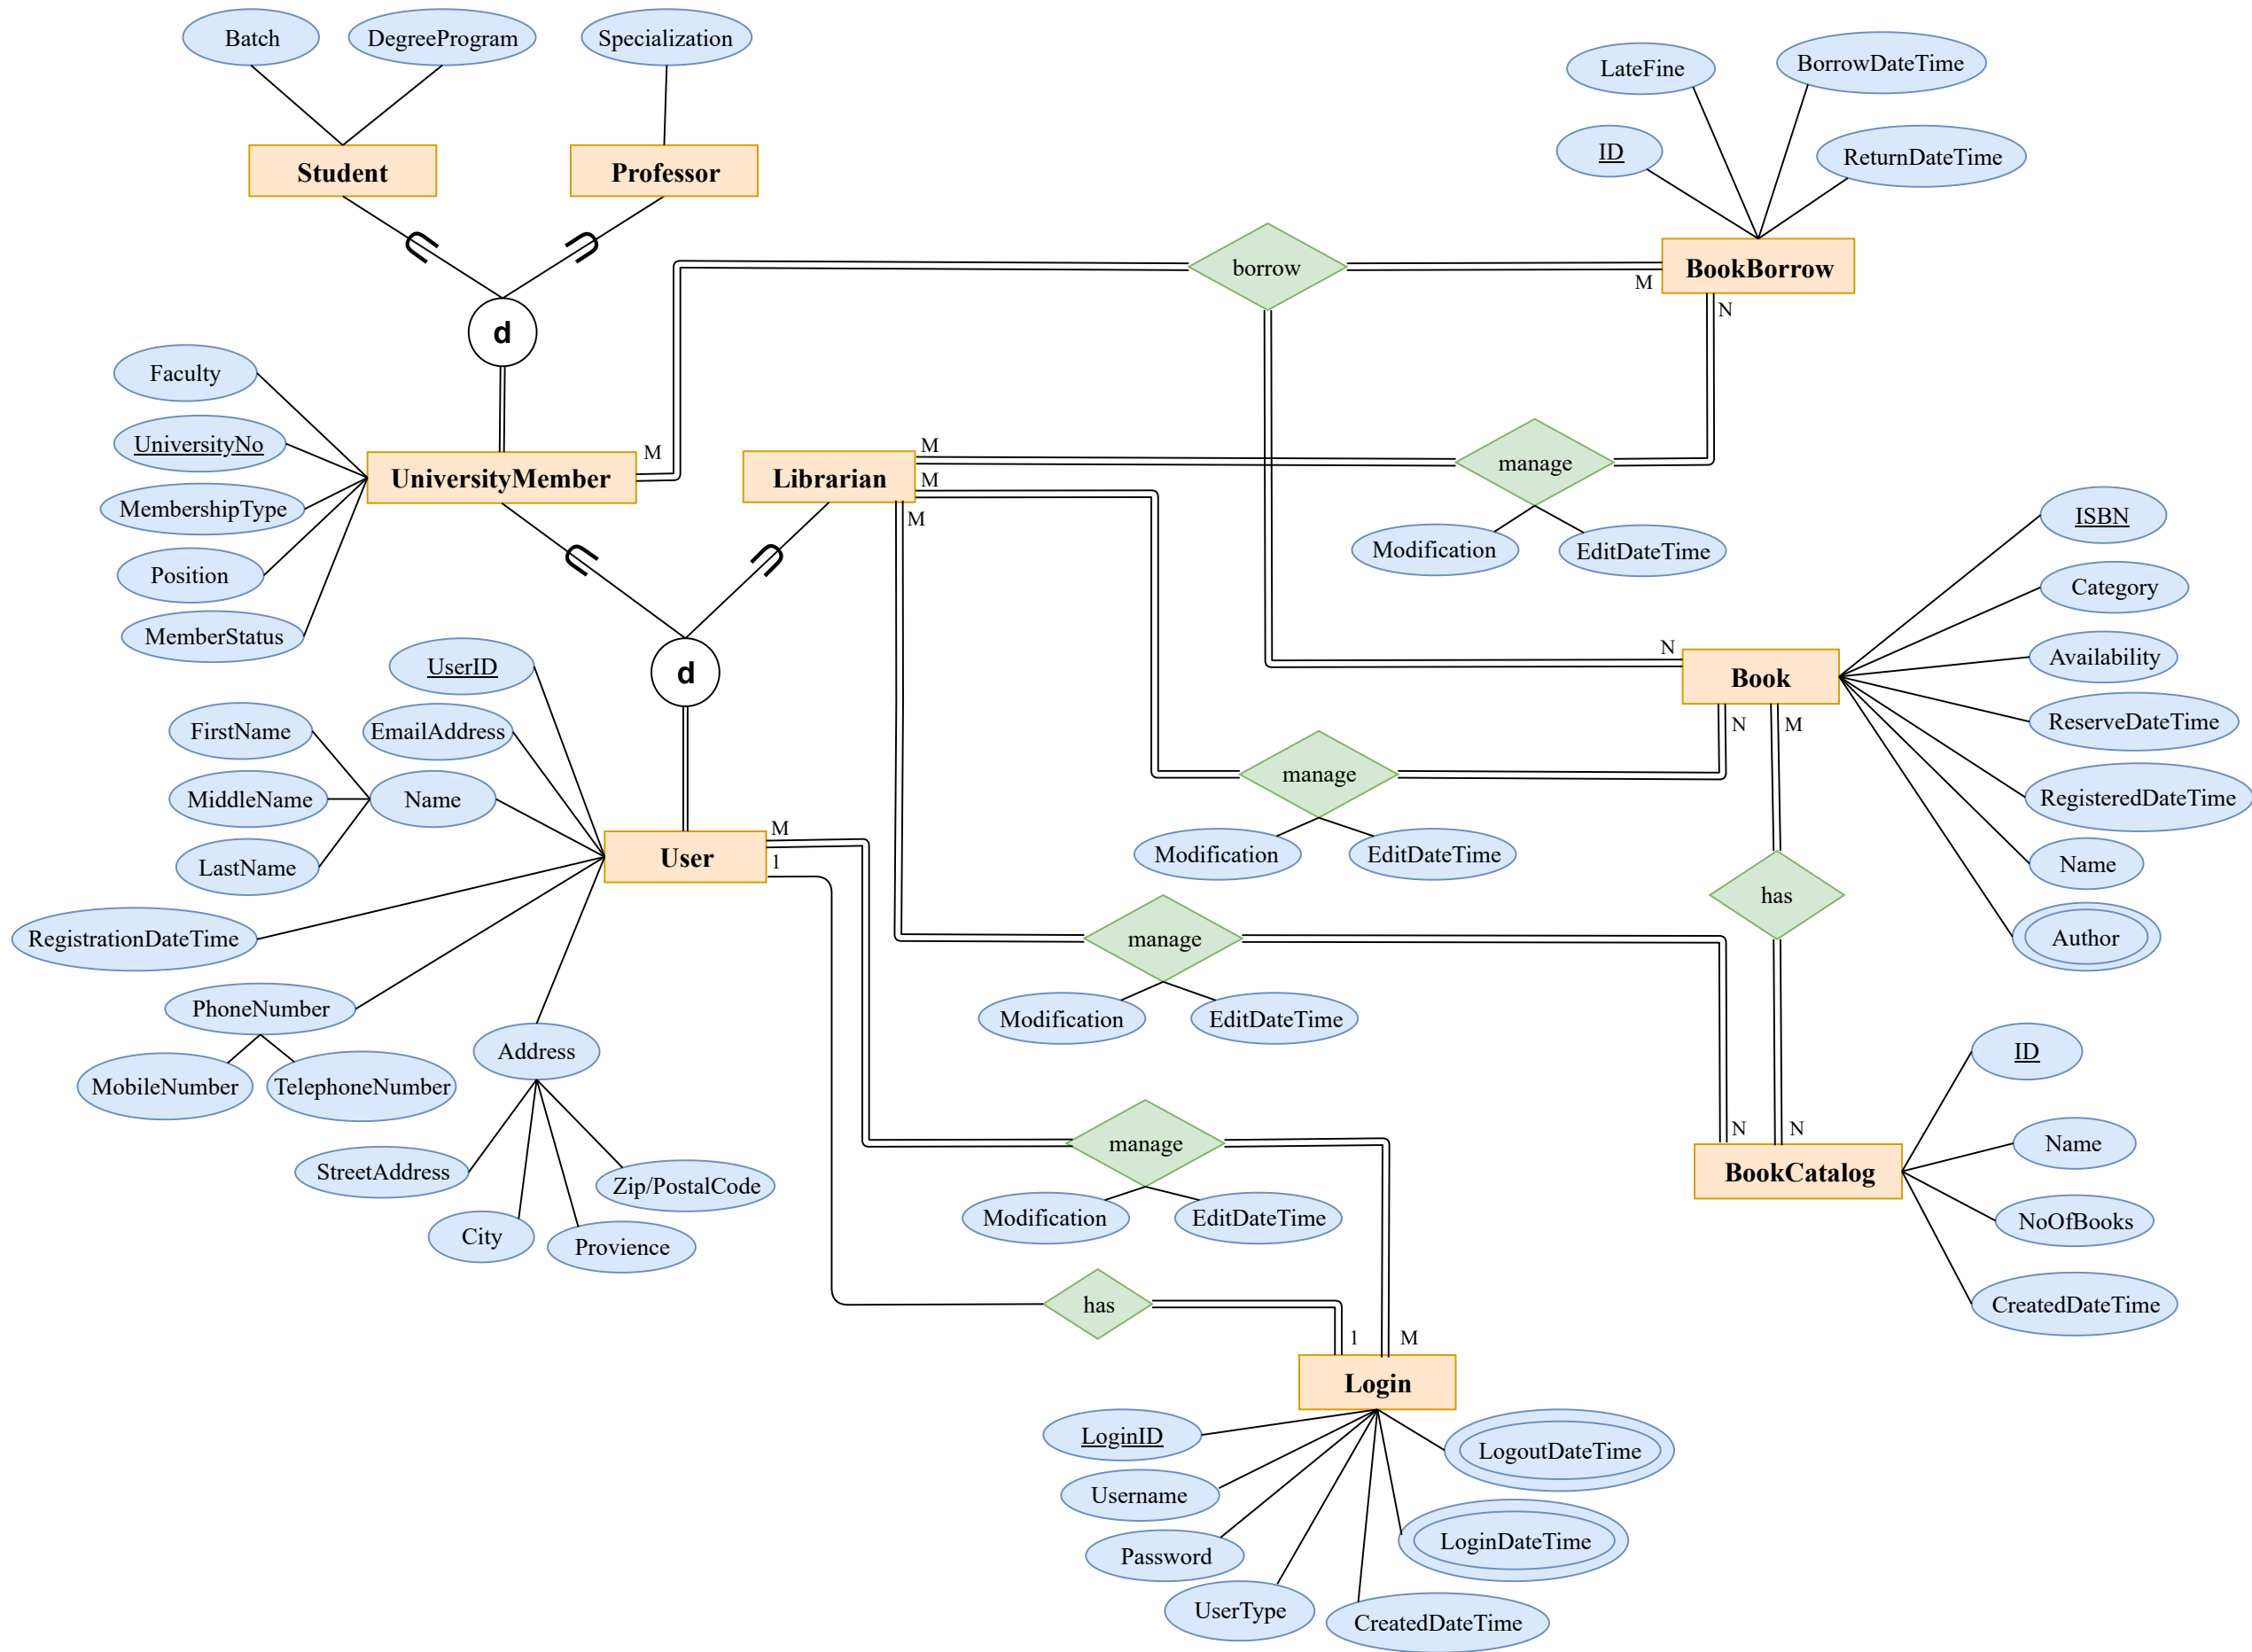 Batch
DegreeProgram
Specialization
LateFine
BorrowDateTime
ID
ReturnDateTime
Student
Professor
borrow
BookBorrow
M
N
d
Faculty
UniversityNo
MembershipType
Position
MemberStatus
UniversityMember
M
Librarian
M
M
M
manage
Modification
EditDateTime
ISBN
Category
Availability
ReserveDateTime
RegisteredDateTime
Name
Author
N
Book
N
M
d
UserID
EmailAddress
FirstName
MiddleName
LastName
Name
User
M
1
RegistrationDateTime
PhoneNumber
MobileNumber
TelephoneNumber
Address
StreetAddress
City
Provience
Zip/PostalCode
manage
Modification
EditDateTime
has
manage
Modification
EditDateTime
N
N
BookCatalog
ID
Name
NoOfBooks
CreatedDateTime
manage
Modification
EditDateTime
has
1
M
Login
LoginID
Username
Password
UserType
CreatedDateTime
LoginDateTime
LogoutDateTime